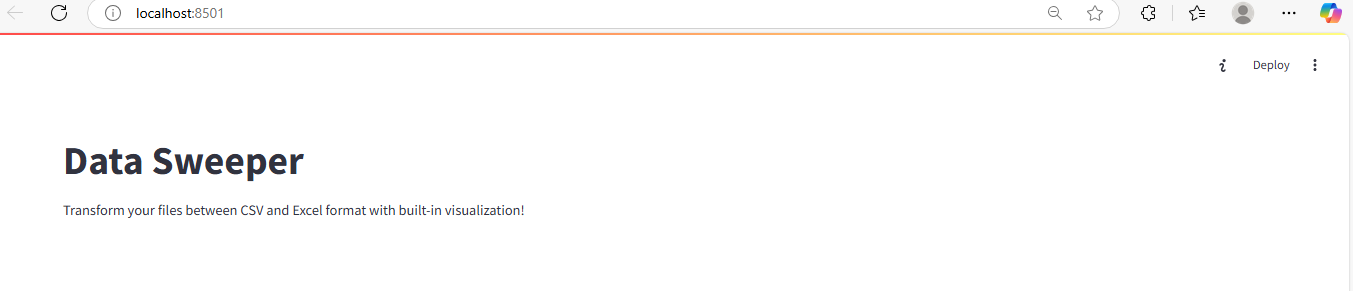 localhost:8501
Deploy
Data Sweeper
Transform your files between CSV and Excel format with built-in visualization!